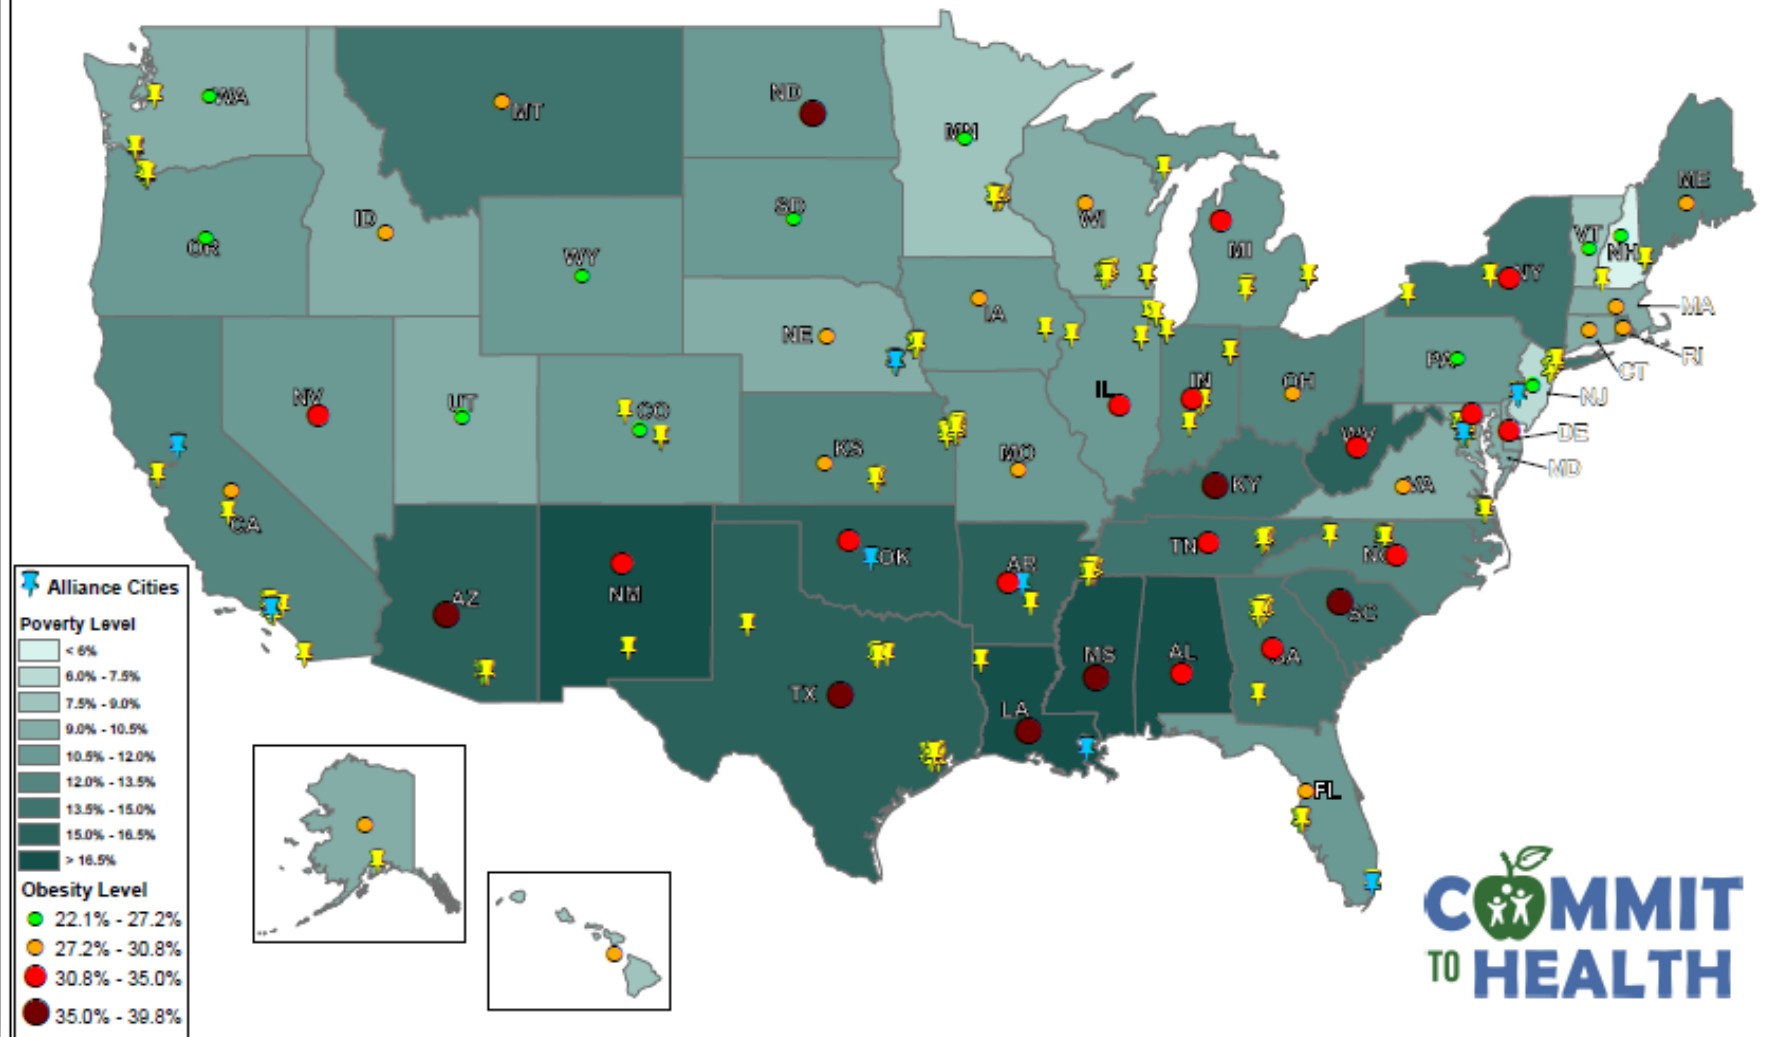 WA
MT
ND
MN
ME
OR
ID
WY
SD
WI
MI
VT
NH
NY
MA
RI
CT
NE
IA
PA
NJ
NV
UT
CO
IL
IN
OH
DE
MD
KS
MO
WV
VA
KY
CA
TN
NC
OK
AR
AZ
NM
SC
MS
AL
GA
TX
LA
FL
Alliance Cities
Poverty Level
< 6%
6.0% - 7.5%
7.5% - 9.0%
9.0% - 10.5%
10.5% - 12.0%
12.0% - 13.5%
13.5% - 15.0%
15.0% - 16.5%
> 16.5%
Obesity Level
22.1% - 27.2%
27.2% - 30.8%
30.8% - 35.0%
35.0% - 39.8%
COMMIT
TO HEALTH